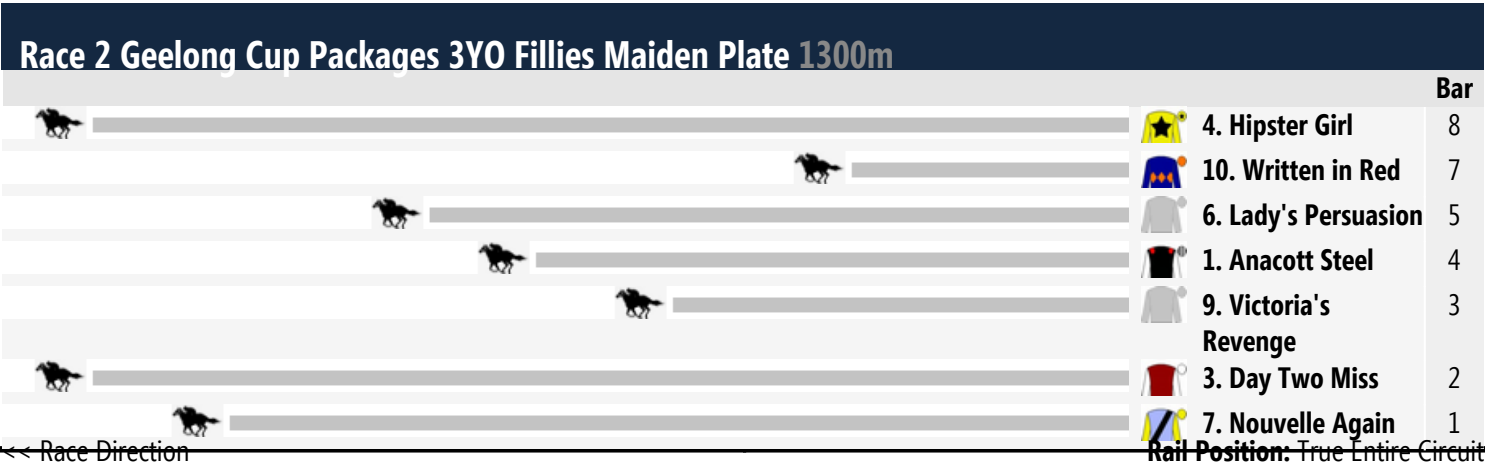 Race 2 Geelong Cup Packages 3YO Fillies Maiden Plate 1300m
Bar
4. Hipster Girl 8
10. Written in Red 7
6. Lady's Persuasion 5
1. Anacott Steel 4
9. Victoria's 3
Revenge
3. Day Two Miss 2
7. Nouvelle Again 1
<< Race Direction Rail Position: True Entire Circuit